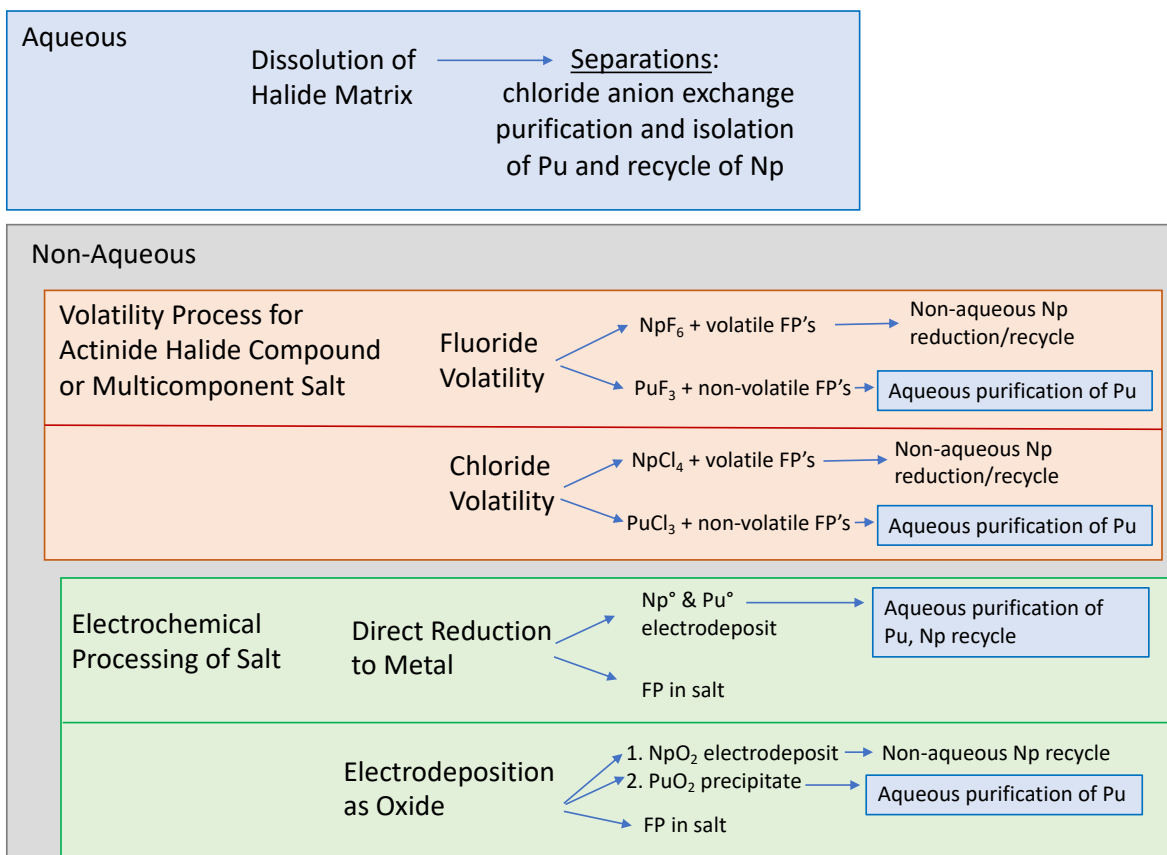 Aqueous
Dissolution of
Halide Matrix
Separations:
chloride anion exchange
purification and isolation
of Pu and recycle of Np
Non-Aqueous
Volatility Process for
Actinide Halide Compound
or Multicomponent Salt
Fluoride
Volatility
NpF₆ + volatile FP’s
Non-aqueous Np
reduction/recycle
PuF₃ + non-volatile FP’s
Aqueous purification of Pu
Chloride
Volatility
NpCl₄ + volatile FP’s
Non-aqueous Np
reduction/recycle
PuCl₃ + non-volatile FP’s
Aqueous purification of Pu
Electrochemical
Processing of Salt
Direct Reduction
to Metal
Np° & Pu°
electrodeposit
Aqueous purification of
Pu, Np recycle
FP in salt
Electrodeposition
as Oxide
1. NpO₂ electrodeposit
Non-aqueous Np recycle
2. PuO₂ precipitate
Aqueous purification of Pu
FP in salt